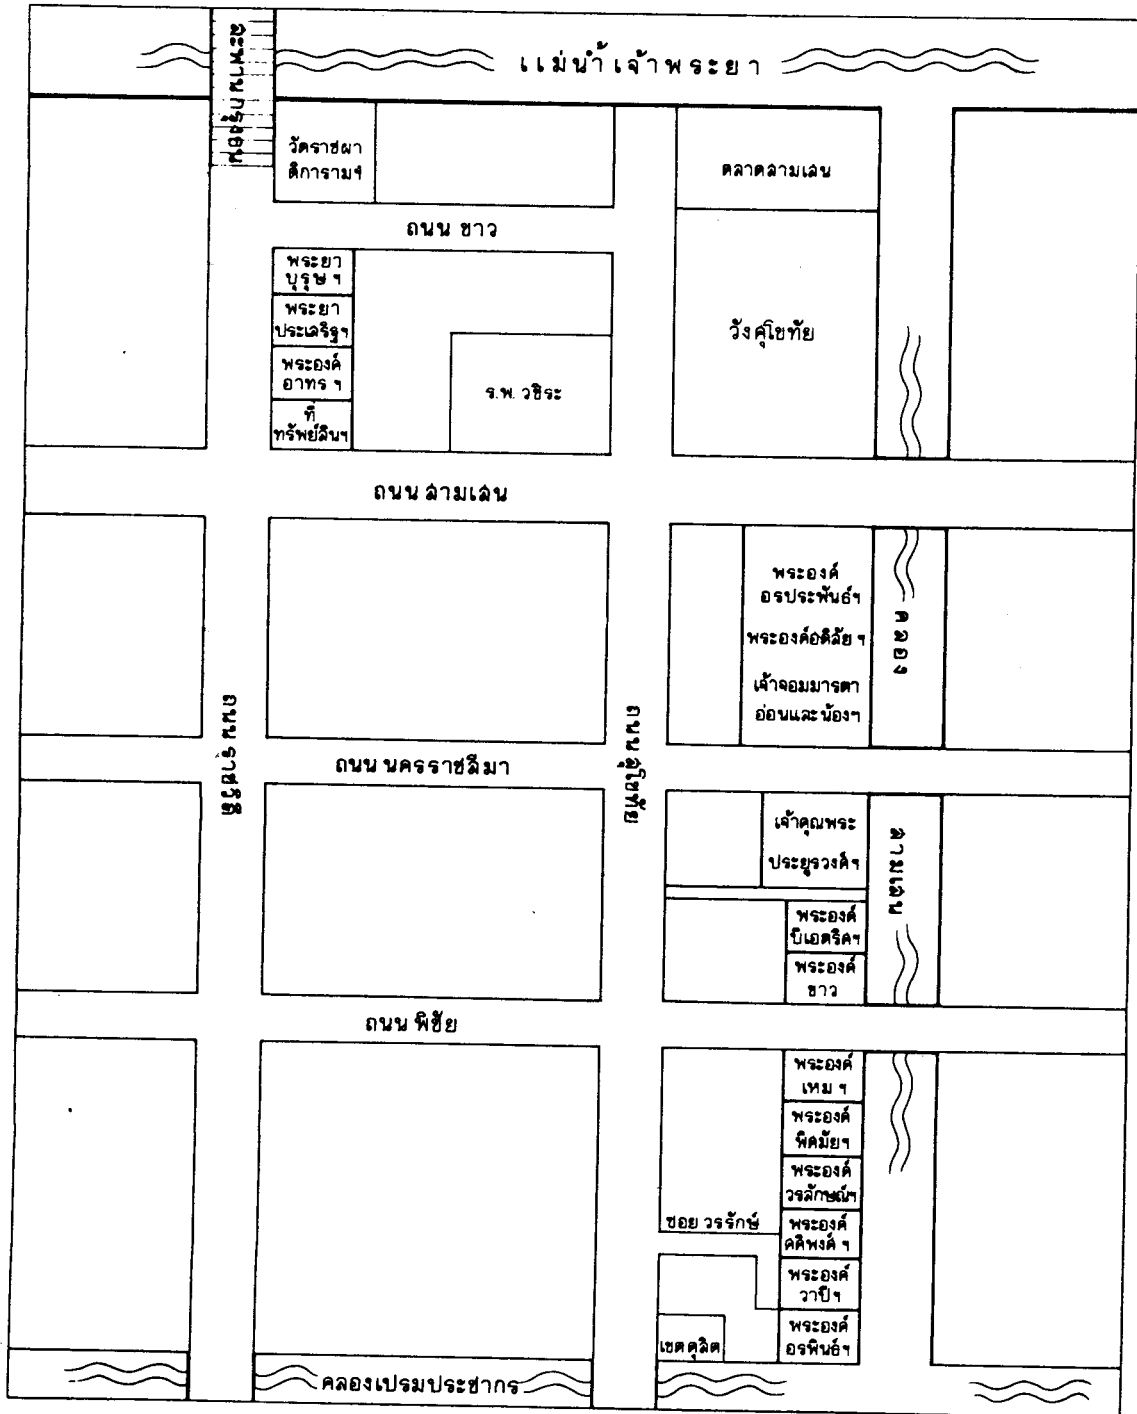 แม่น้ำเจ้าพระยา
สะพานกรุงธน
วัดราชผา
ติการามฯ
ตลาดสามเสน
ถนน ขาว
พระยา
บุรุษ ฯ
พระยา
ประเสริฐฯ
พระองค์
อาทร ฯ
ที่
ทรัพย์สินฯ
ร.พ. วชิระ
วังศุโขทัย
ถนน สามเสน
พระองค์
อรประพันธ์ฯ
พระองค์อดิสัย ฯ
เจ้าจอมมารดา
อ่อนและน้องฯ
คลอง
ถนน ราชวิถี
ถนน นครราชสีมา
ถนน สุโขทัย
เจ้าคุณพระ
ประยูรวงศ์ฯ
สามเสน
พระองค์
บีเอตริศฯ
พระองค์
ขาว
ถนน พิชัย
พระองค์
เหม ฯ
พระองค์
พิศมัยฯ
พระองค์
วรลักษณ์ฯ
ซอย วรรักษ์
พระองค์
ศศิพงศ์ ฯ
พระองค์
วาปีฯ
พระองค์
อรพินธ์ฯ
เขตดุสิต
คลองเปรมประชากร